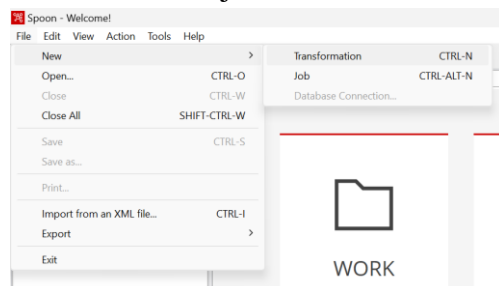 Spoon - Welcome!
File Edit View Action Tools Help
New >
Transformation CTRL-N
Open... CTRL-O
Job CTRL-ALT-N
Close CTRL-W
Database Connection...
Close All SHIFT-CTRL-W
Save CTRL-S
Save as...
Print...
Import from an XML file... CTRL-I
Export >
Exit
WORK